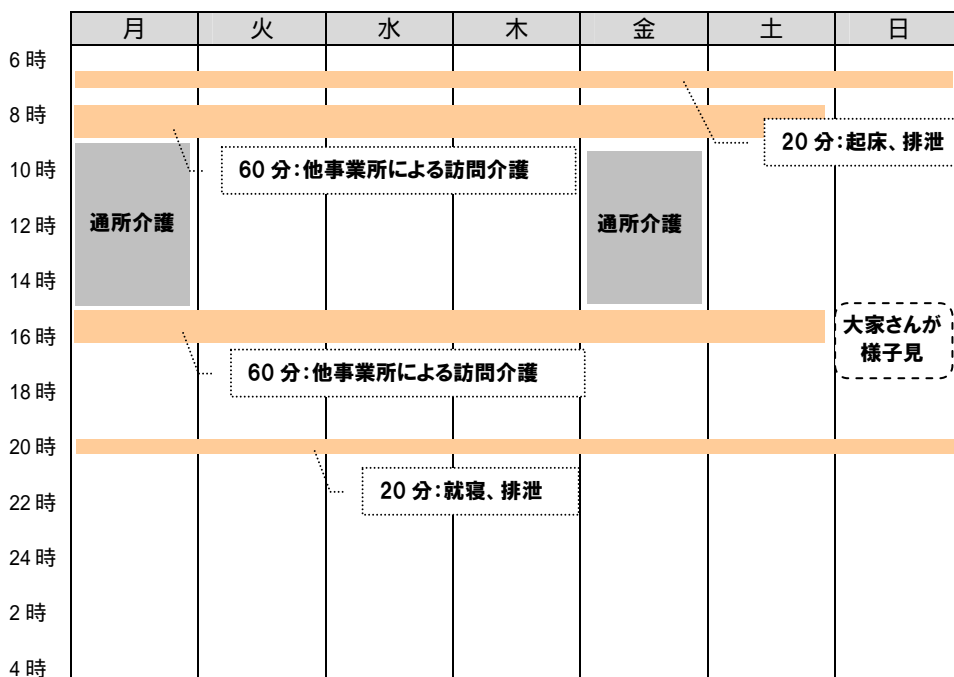 月 火 水 木 金 土 日
6時
8時
20分：起床、排泄
10時
60分：他事業所による訪問介護
12時
通所介護 通所介護
14時
大家さんが
様子見
16時
60分：他事業所による訪問介護
18時
20時
20分：就寝、排泄
22時
24時
2時
4時